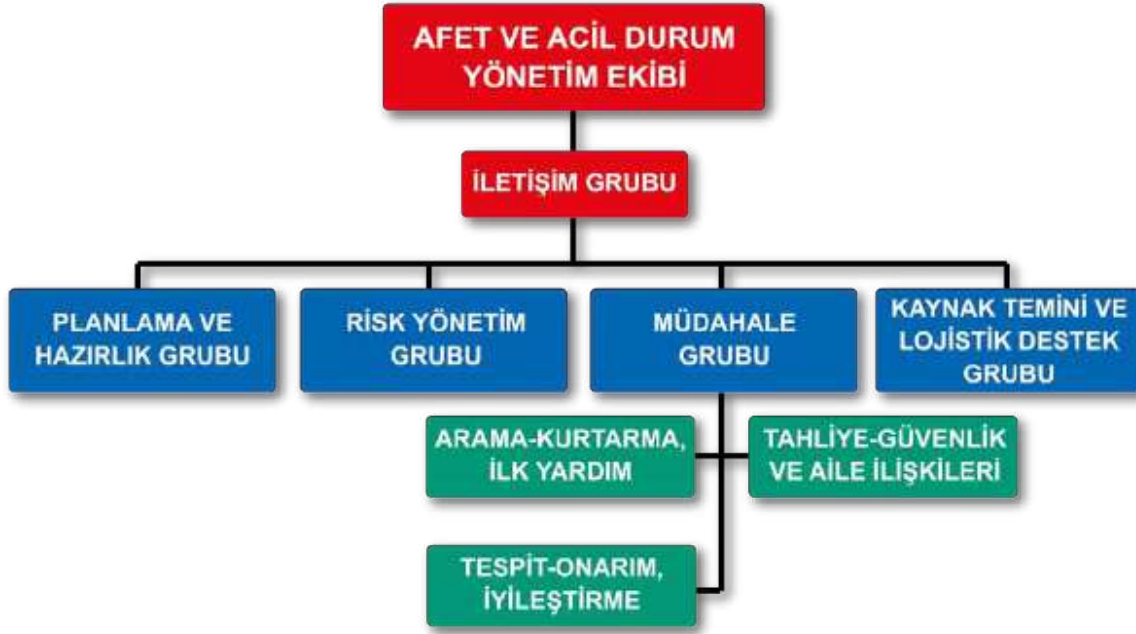 AFET VE ACİL DURUM
YÖNETİM EKİBİ
İLETİŞİM GRUBU
PLANLAMA VE
HAZIRLIK GRUBU
RİSK YÖNETİM
GRUBU
MÜDAHALE
GRUBU
KAYNAK TEMİNİ VE
LOJİSTİK DESTEK
GRUBU
ARAMA-KURTARMA,
İLK YARDIM
TAHLİYE-GÜVENLİK
VE AİLE İLİŞKİLERİ
TESPİT-ONARIM,
İYİLEŞTİRME